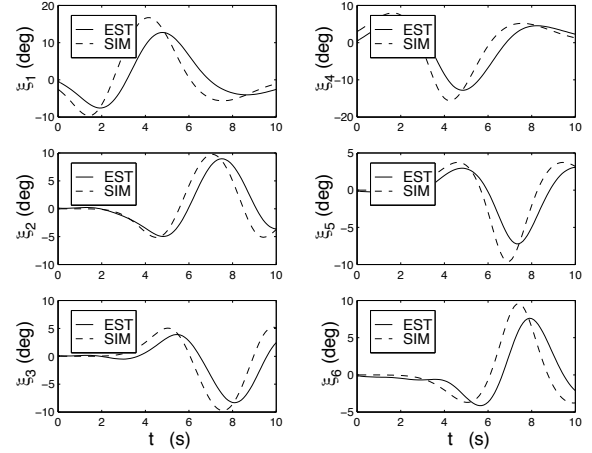 20
10
0
−10
0 2 4 6 8 10
ξ1 (deg)
EST
SIM
10
0
−10
−20
0 2 4 6 8 10
ξ4 (deg)
EST
SIM
10
5
0
−5
−10
0 2 4 6 8 10
ξ2 (deg)
EST
SIM
5
0
−5
−10
0 2 4 6 8 10
ξ5 (deg)
EST
SIM
10
5
0
−5
−10
0 2 4 6 8 10
ξ3 (deg)
EST
SIM
t (s)
10
5
0
−5
0 2 4 6 8 10
ξ6 (deg)
EST
SIM
t (s)